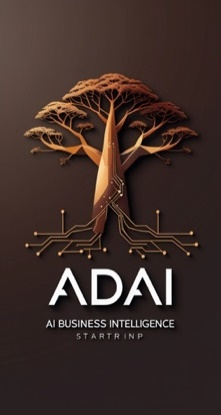 ADAI
AI BUSINESS INTELLIGENCE
STARTRINP